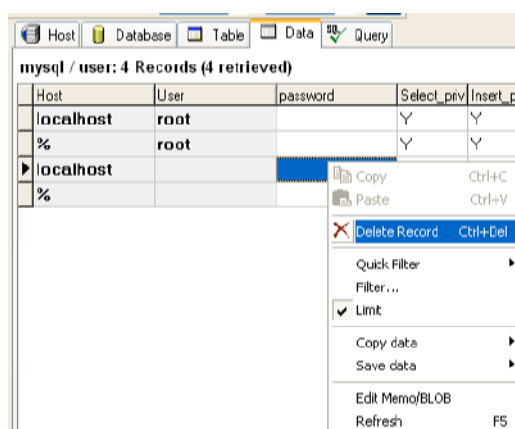 Host Database Table Data Query
mysql / user: 4 Records (4 retrieved)
Host User password Select_priv Insert_p
localhost root Y Y
% root Y Y
localhost
%
Copy Ctrl+C
Paste Ctrl+V
Delete Record Ctrl+Del
Quick Filter
Filter...
Limit
Copy data
Save data
Edit Memo/BLOB
Refresh F5